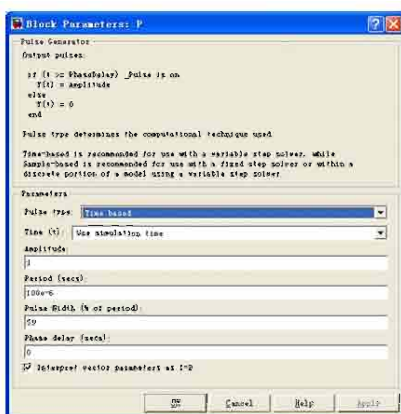 Block Parameters: P
Pulse Generator
Output pulses:
if (t >= PhaseDelay) Pulse is on
Y(t) = Amplitude
else
Y(t) = 0
end
Pulse type determines the computational technique used.
Time-based is recommended for use with a variable step solver, while
Sample-based is recommended for use with a fixed step solver or within a
discrete portion of a model using a variable step solver.
Parameters
Pulse type: Time based
Time (t): Use simulation time
Amplitude:
1
Period (secs):
100e-6
Pulse Width (% of period):
59
Phase delay (secs):
0
Interpret vector parameters as 1-D
OK Cancel Help Apply